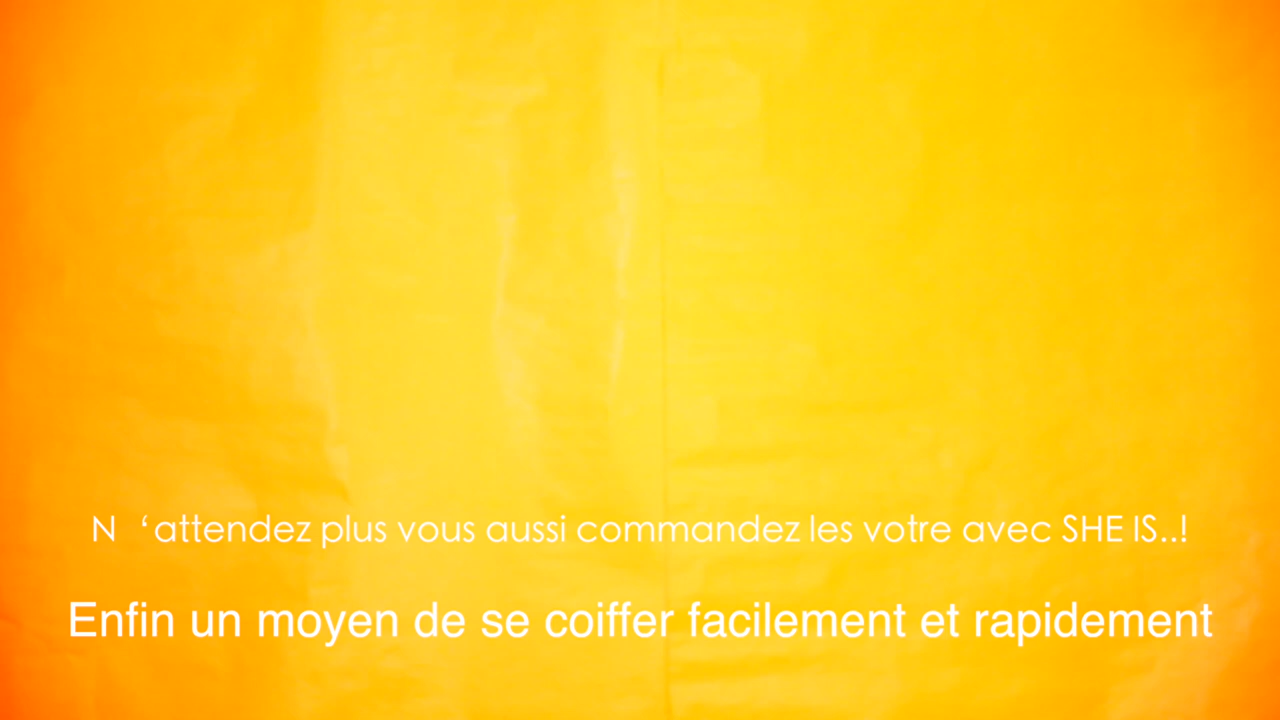 N ‘attendez plus vous aussi commandez les votre avec SHE IS..!
Enfin un moyen de se coiffer facilement et rapidement